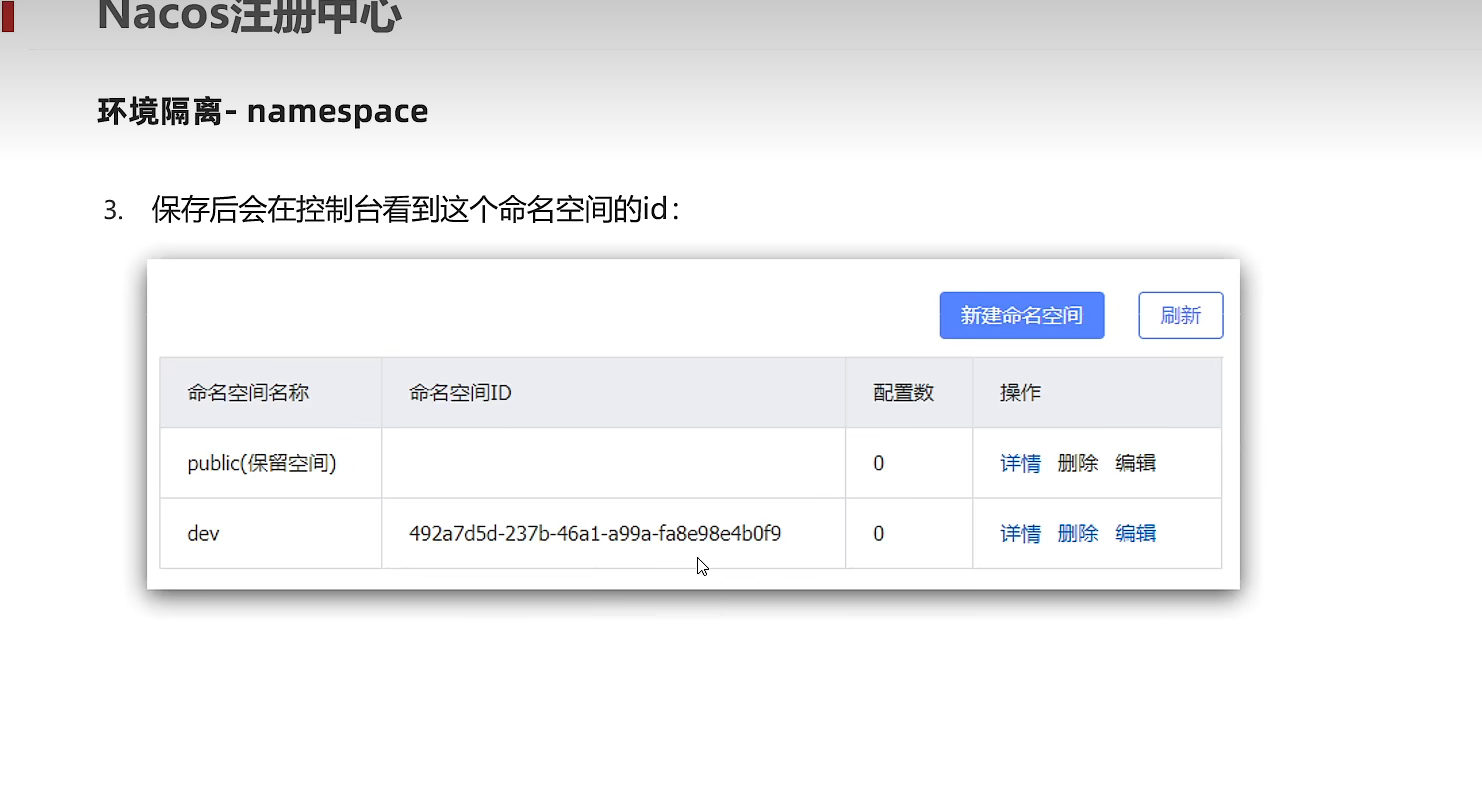 Nacos注册中心
环境隔离- namespace
3. 保存后会在控制台看到这个命名空间的id：
新建命名空间 刷新
命名空间名称 命名空间ID 配置数 操作
public(保留空间) 0 详情 删除 编辑
dev 492a7d5d-237b-46a1-a99a-fa8e98e4b0f9 0 详情 删除 编辑